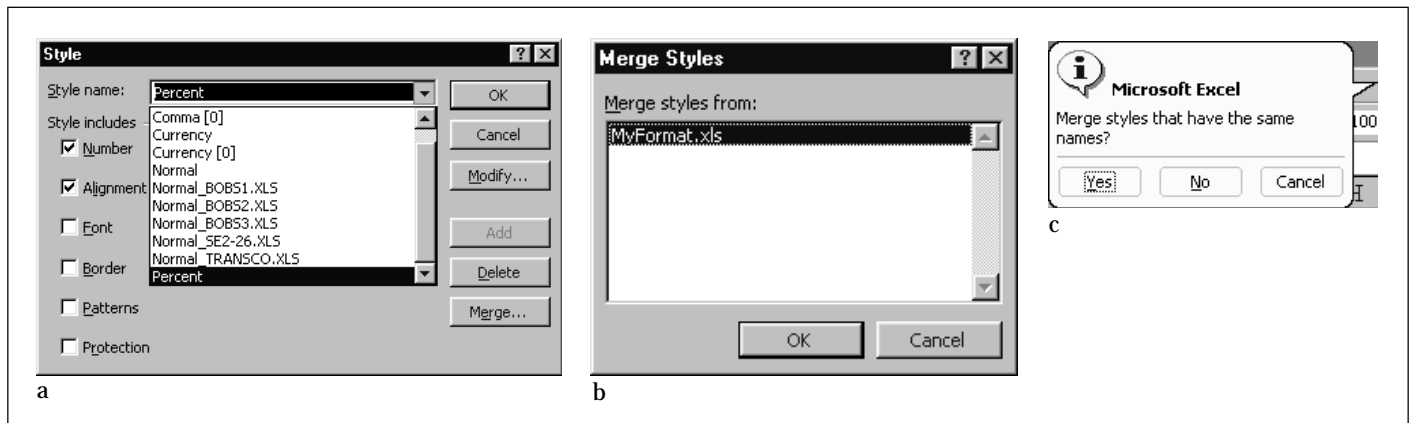 Style
Style name:
Percent
OK
Style includes
Comma [0]
Currency
Currency [0]
Normal
Normal_BOBS1.XLS
Normal_BOBS2.XLS
Normal_BOBS3.XLS
Normal_SE2-26.XLS
Normal_TRANSCO.XLS
Percent
Number
Alignment
Font
Border
Patterns
Protection
Cancel
Modify...
Add
Delete
Merge...
a
Merge Styles
Merge styles from:
MyFormat.xls
OK
Cancel
b
Microsoft Excel
Merge styles that have the same
names?
Yes
No
Cancel
100
H
c